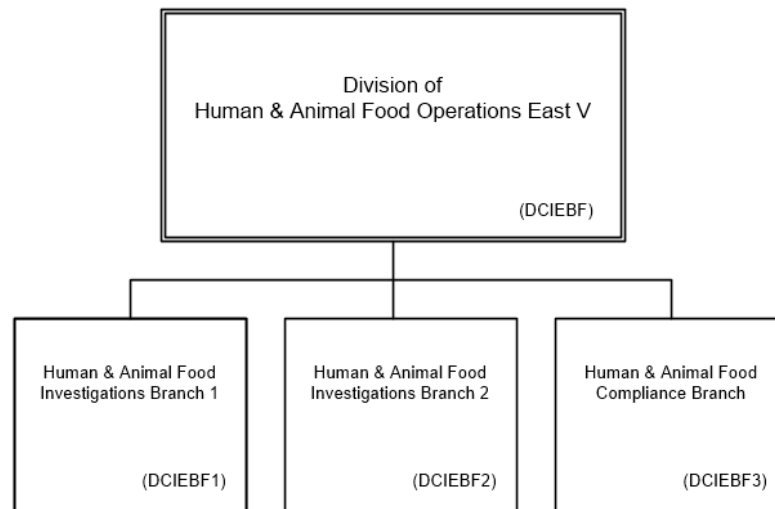 Division of
Human & Animal Food Operations East V
(DCIEBF)
Human & Animal Food
Investigations Branch 1
(DCIEBF1)
Human & Animal Food
Investigations Branch 2
(DCIEBF2)
Human & Animal Food
Compliance Branch
(DCIEBF3)